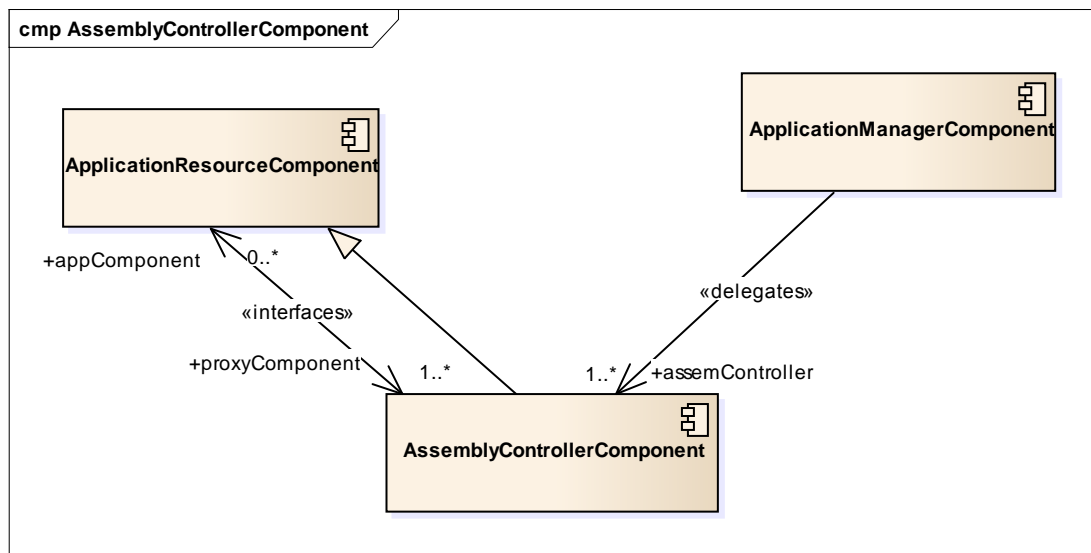 cmp AssemblyControllerComponent
ApplicationResourceComponent
ApplicationManagerComponent
+appComponent
0..*
«interfaces»
«delegates»
+proxyComponent
1..*
1..*
+assemController
AssemblyControllerComponent